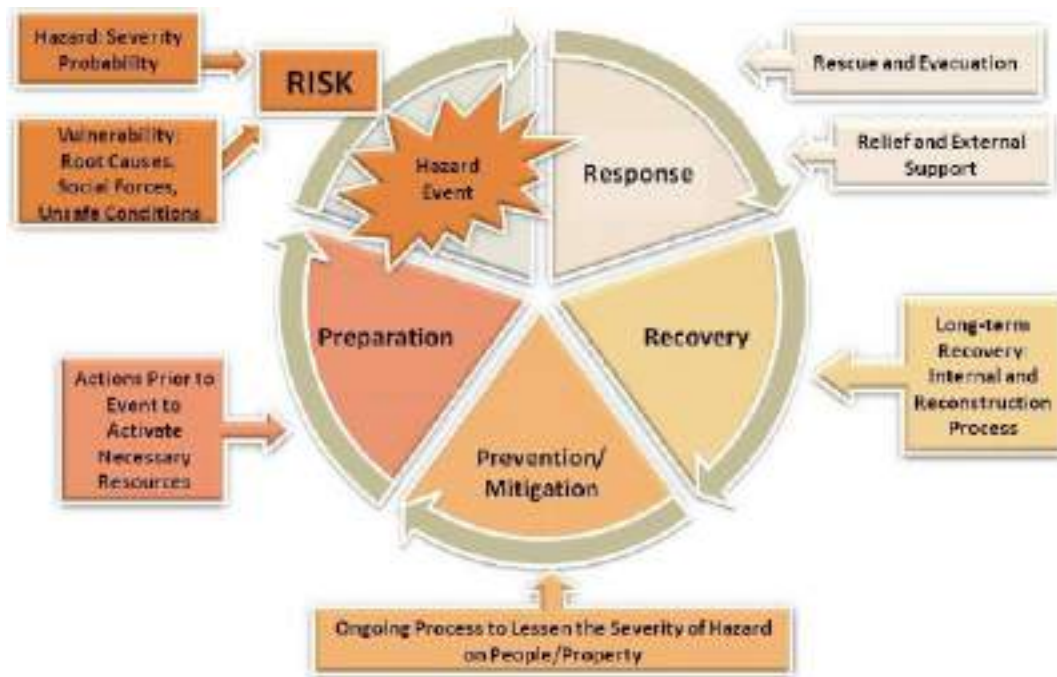 Hazard: Severity
Probability
RISK
Vulnerability:
Root Causes,
Social Forces,
Unsafe Conditions
Hazard
Event
Response
Rescue and Evacuation
Relief and External
Support
Recovery
Long-term
Recovery:
Internal and
Reconstruction
Process
Prevention/
Mitigation
Ongoing Process to Lessen the Severity of Hazard
on People/Property
Preparation
Actions Prior to
Event to
Activate
Necessary
Resources